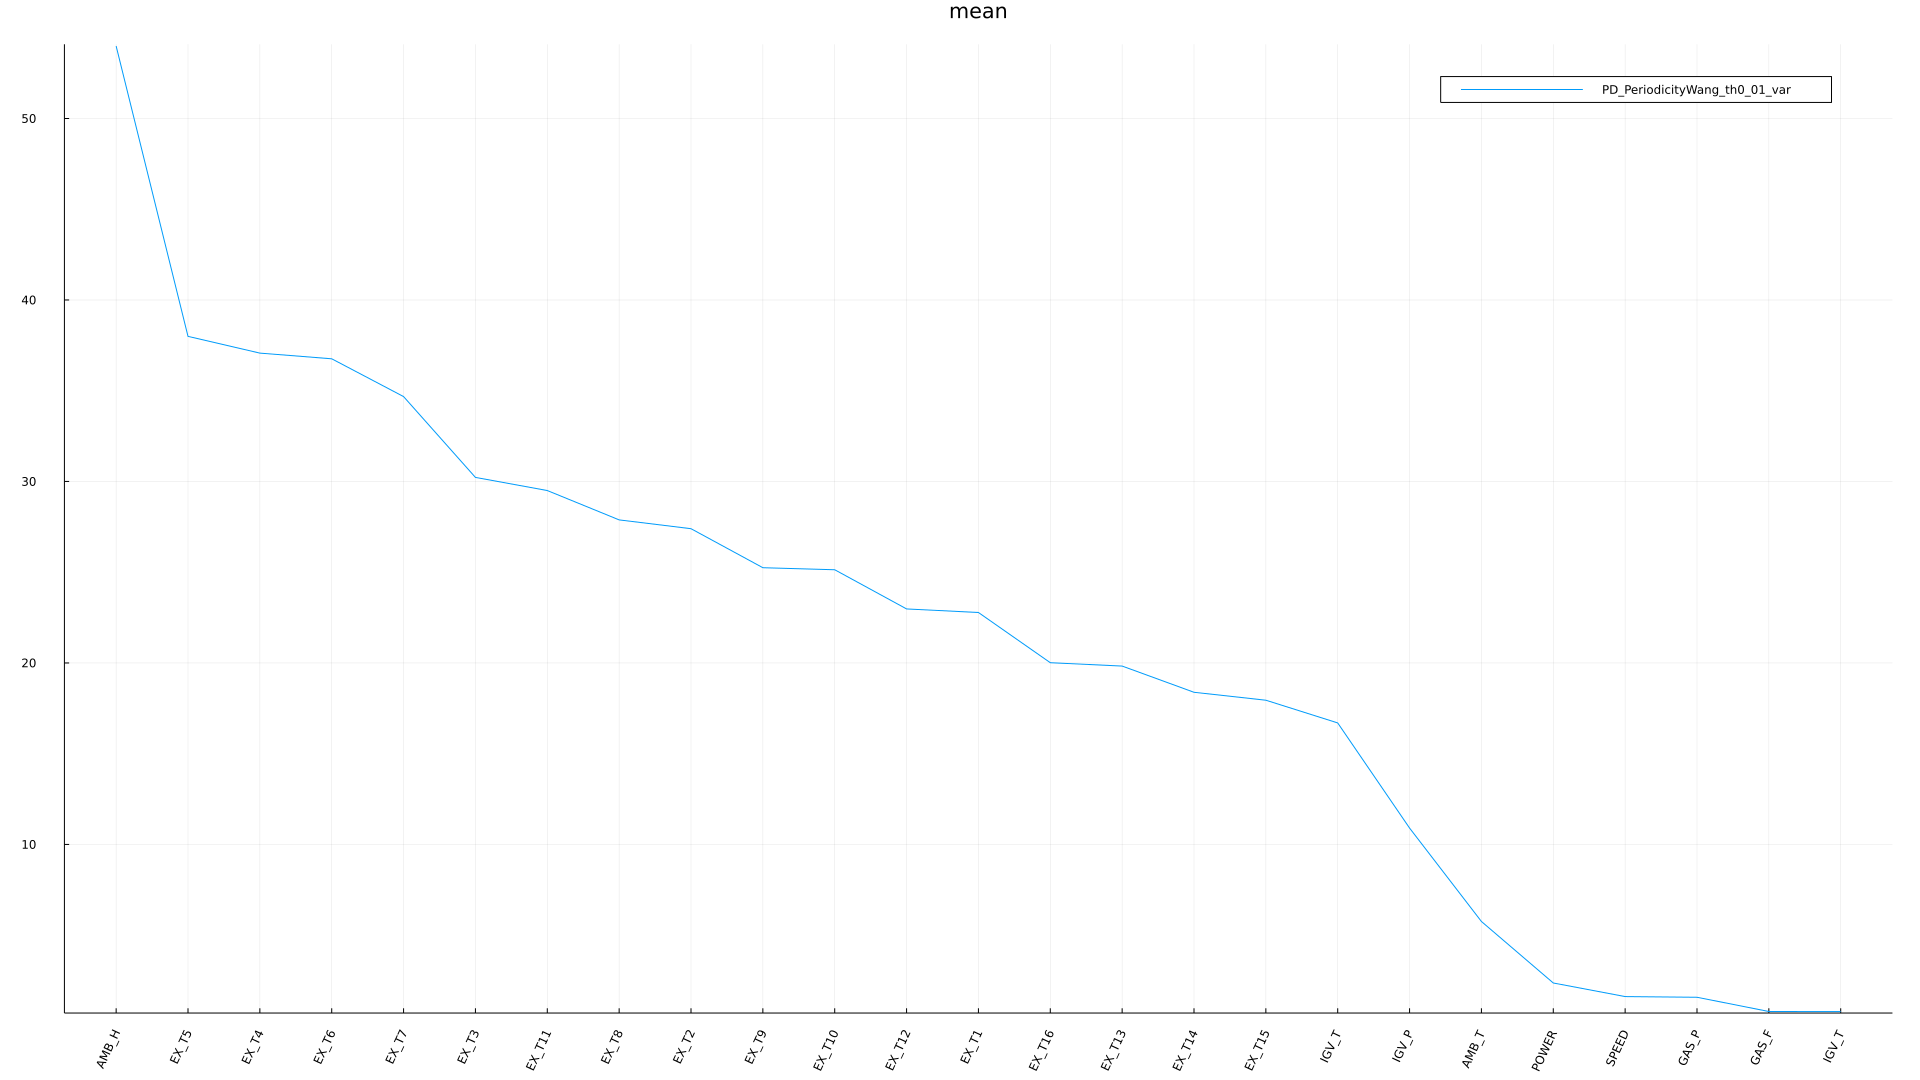 mean
PD_PeriodicityWang_th0_01_var
50
40
30
20
10
AMB_H
EX_T5
EX_T4
EX_T6
EX_T7
EX_T3
EX_T11
EX_T8
EX_T2
EX_T9
EX_T10
EX_T12
EX_T1
EX_T16
EX_T13
EX_T14
EX_T15
IGV_T
IGV_P
AMB_T
POWER
SPEED
GAS_P
GAS_F
IGV_T